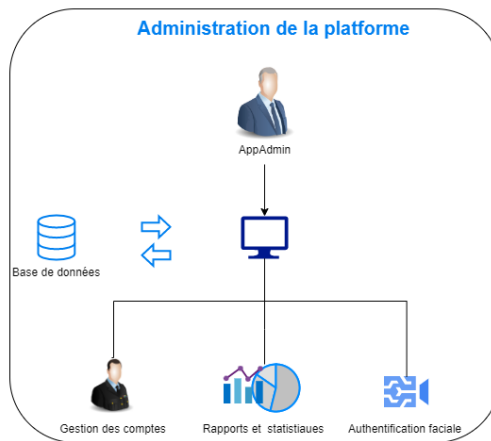 Administration de la platforme
AppAdmin
Base de données
Gestion des comptes
Rapports et statistiaues
Authentification faciale